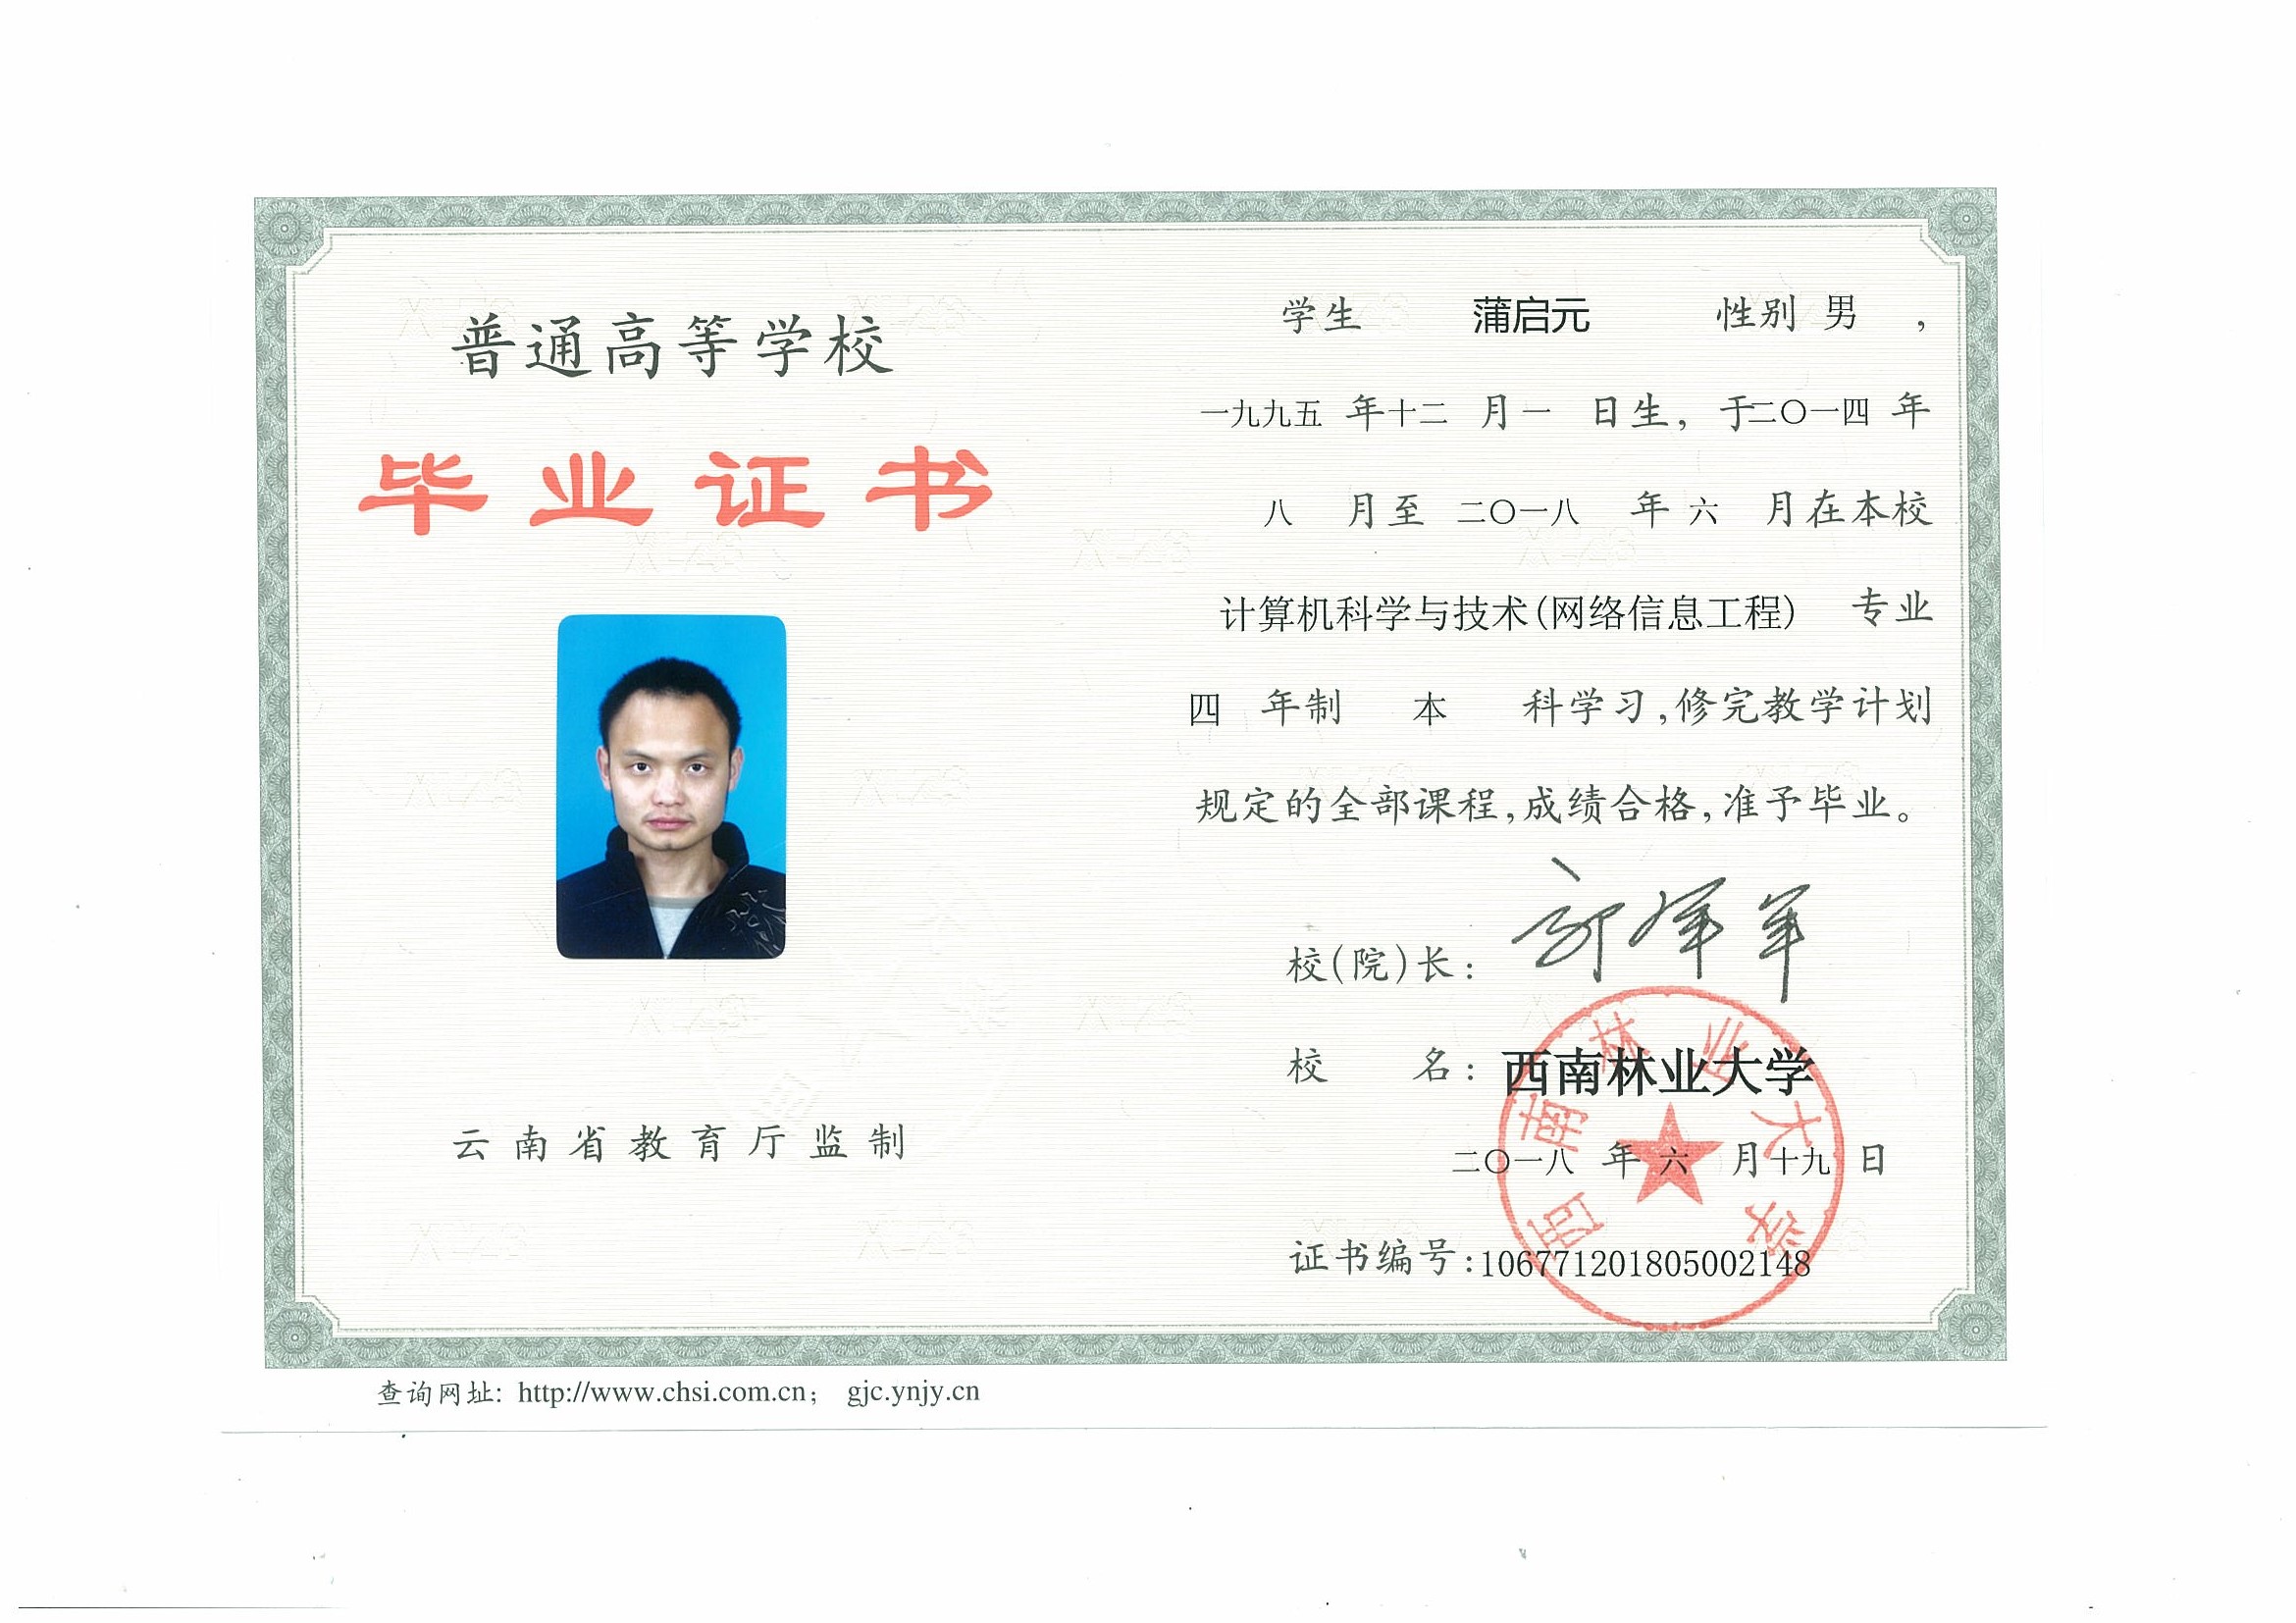 普通高等学校
毕业证书
云南省教育厅监制
学生 蒲启元 性别 男 ,
一九九五 年 十二 月 一 日生, 于二〇一四 年
八 月至 二〇一八 年 六 月在本校
计算机科学与技术(网络信息工程) 专业
四 年制 本 科学习,修完教学计划
规定的全部课程,成绩合格,准予毕业。
校(院)长:
校 名: 西南林业大学
二〇一八 年 六 月十九 日
证书编号:106771201805002148
西南林业大学
查询网址: http://www.chsi.com.cn; gjc.ynjy.cn